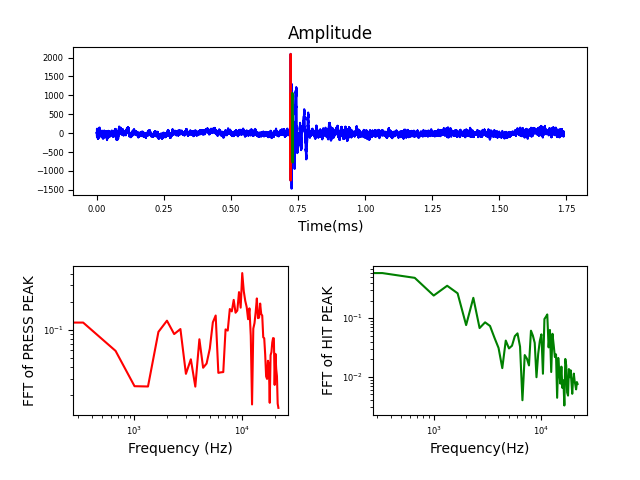 Amplitude
2000
1500
1000
500
0
−500
−1000
−1500
0.00 0.25 0.50 0.75 1.00 1.25 1.50 1.75
Time(ms)
FFT of PRESS PEAK
10⁻¹
10³ 10⁴
Frequency (Hz)
FFT of HIT PEAK
10⁻¹
10⁻²
10³ 10⁴
Frequency(Hz)